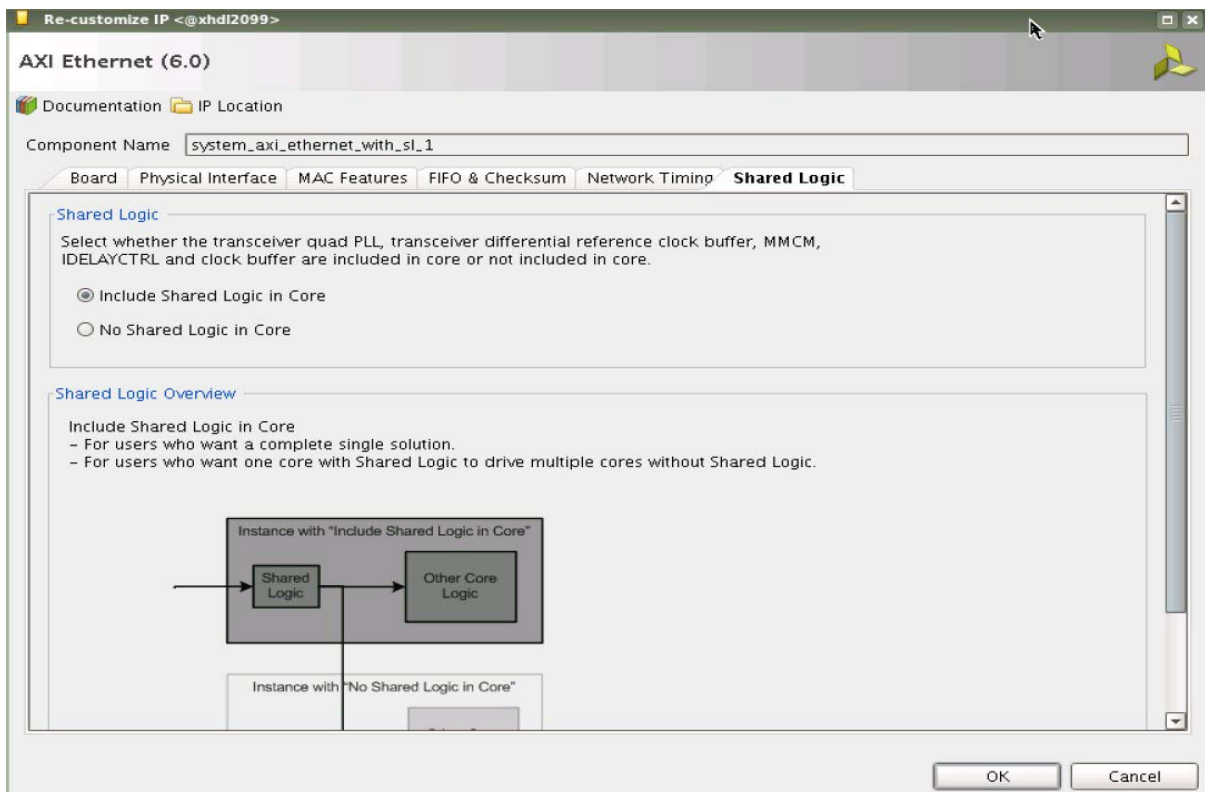 Re-customize IP <@xhdl2099>
AXI Ethernet (6.0)
Documentation IP Location
Component Name system_axi_ethernet_with_sl_1
Board Physical Interface MAC Features FIFO & Checksum Network Timing Shared Logic
Shared Logic
Select whether the transceiver quad PLL, transceiver differential reference clock buffer, MMCM,
IDELAYCTRL and clock buffer are included in core or not included in core.
Include Shared Logic in Core
No Shared Logic in Core
Shared Logic Overview
Include Shared Logic in Core
– For users who want a complete single solution.
– For users who want one core with Shared Logic to drive multiple cores without Shared Logic.
Instance with "Include Shared Logic in Core"
Shared
Logic
Other Core
Logic
Instance with "No Shared Logic in Core"
OK Cancel